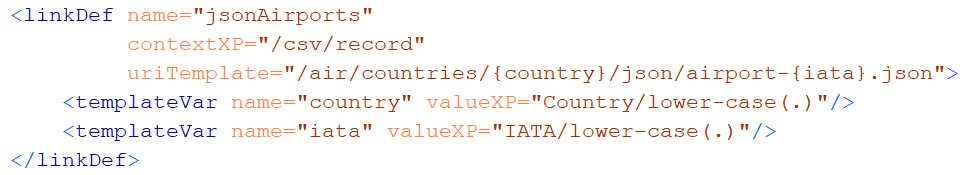 <linkDef name="jsonAirports"
contextXP="/csv/record"
uriTemplate="/air/countries/{country}/json/airport-{iata}.json">
<templateVar name="country" valueXP="Country/lower-case(.)"/>
<templateVar name="iata" valueXP="IATA/lower-case(.)"/>
</linkDef>